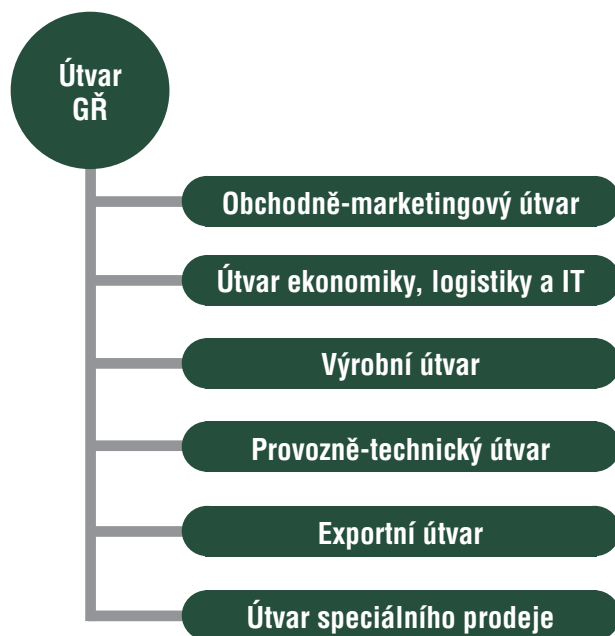 Útvar
GŘ
Obchodně-marketingový útvar
Útvar ekonomiky, logistiky a IT
Výrobní útvar
Provozně-technický útvar
Exportní útvar
Útvar speciálního prodeje